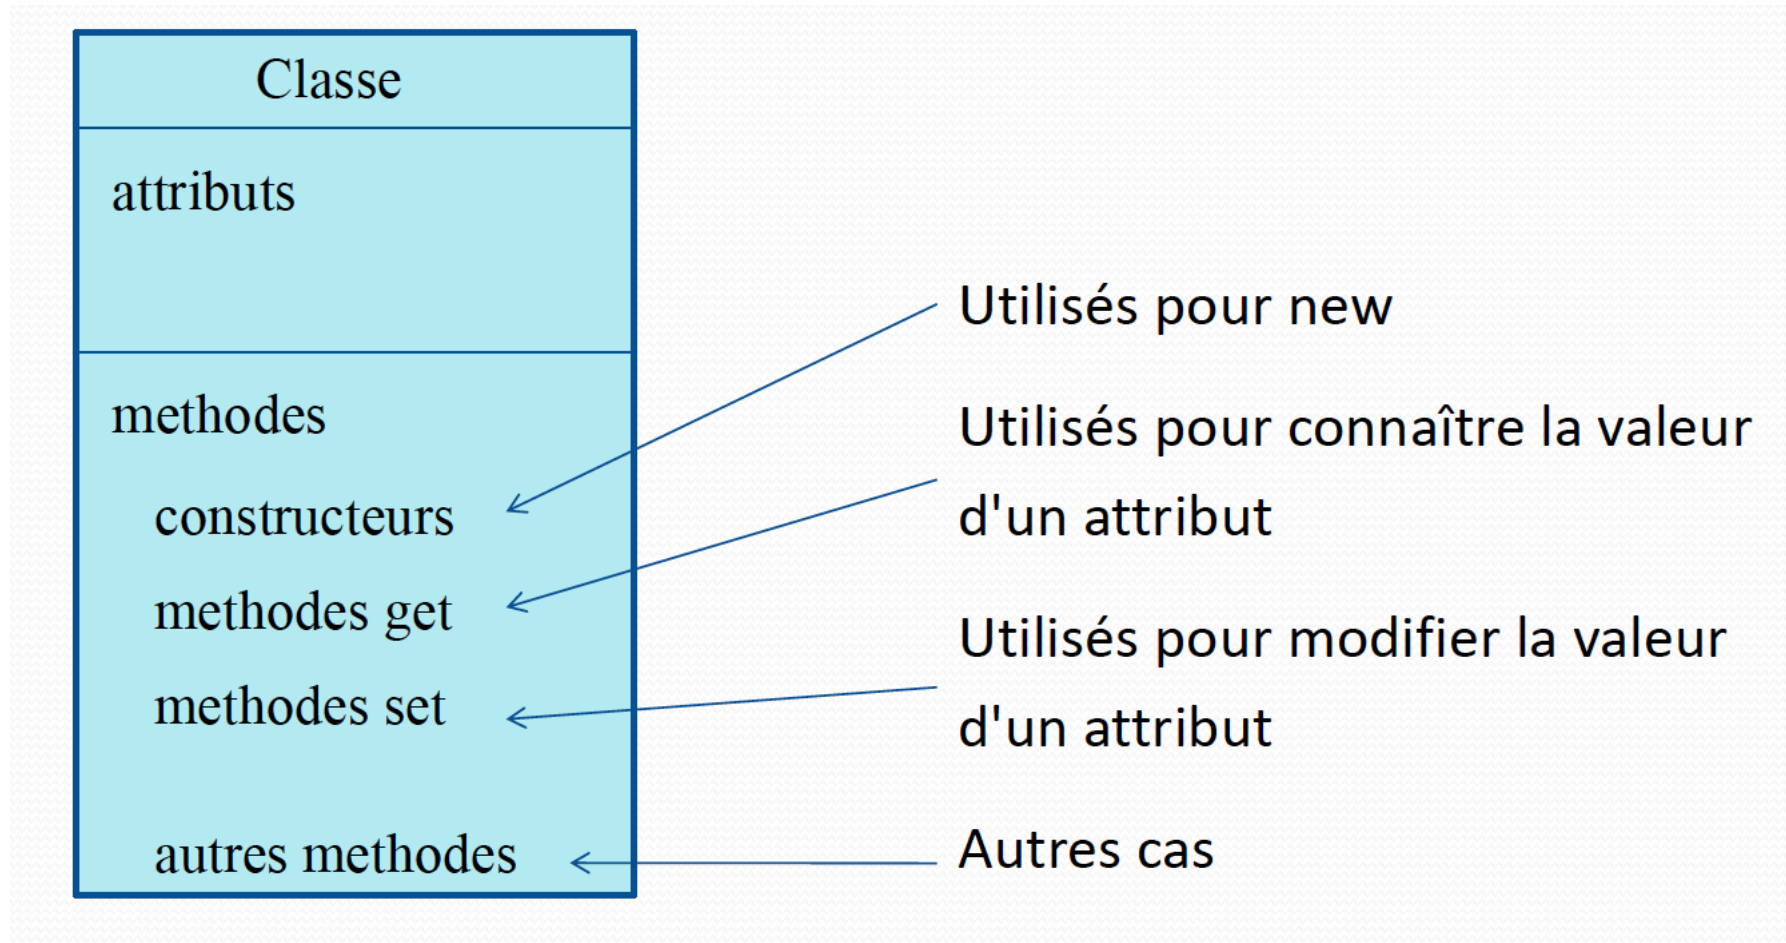 Classe
attributs
methodes
constructeurs
methodes get
methodes set
autres methodes
Utilisés pour new
Utilisés pour connaître la valeur
d'un attribut
Utilisés pour modifier la valeur
d'un attribut
Autres cas